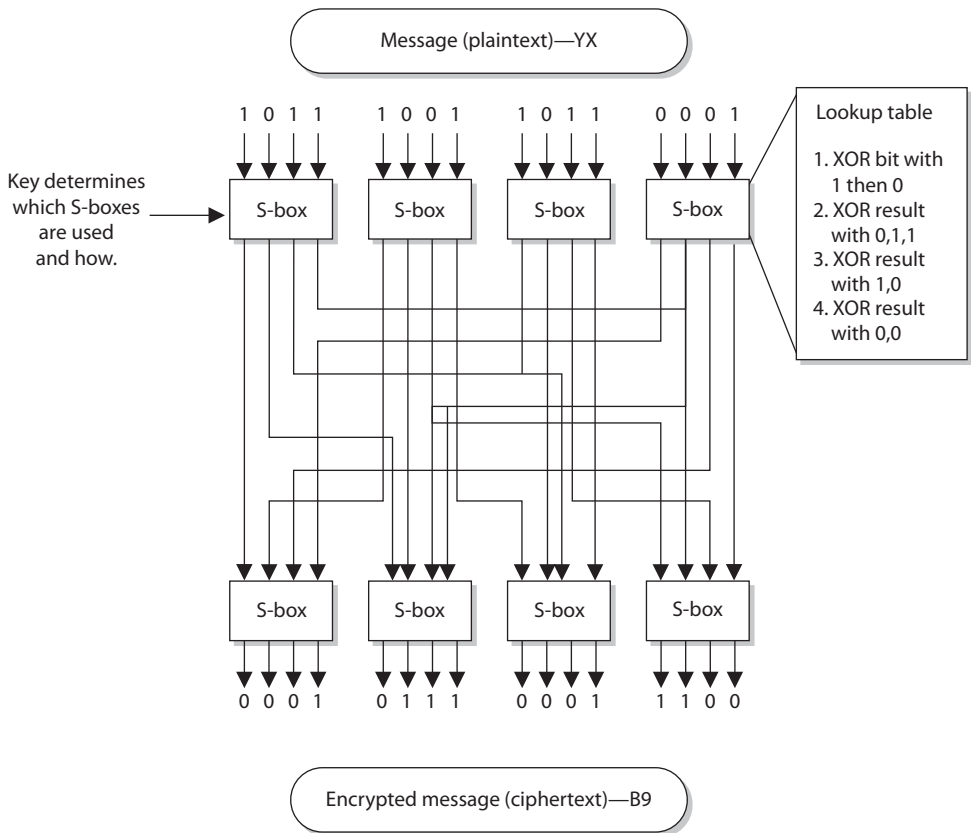 Message (plaintext)—YX
1 0 1 1 1 0 0 1 1 0 1 1 0 0 0 1
Key determines
which S-boxes
are used
and how.
S-box S-box S-box S-box
Lookup table
1. XOR bit with
1 then 0
2. XOR result
with 0,1,1
3. XOR result
with 1,0
4. XOR result
with 0,0
S-box S-box S-box S-box
0 0 0 1 0 1 1 1 0 0 0 1 1 1 0 0
Encrypted message (ciphertext)—B9